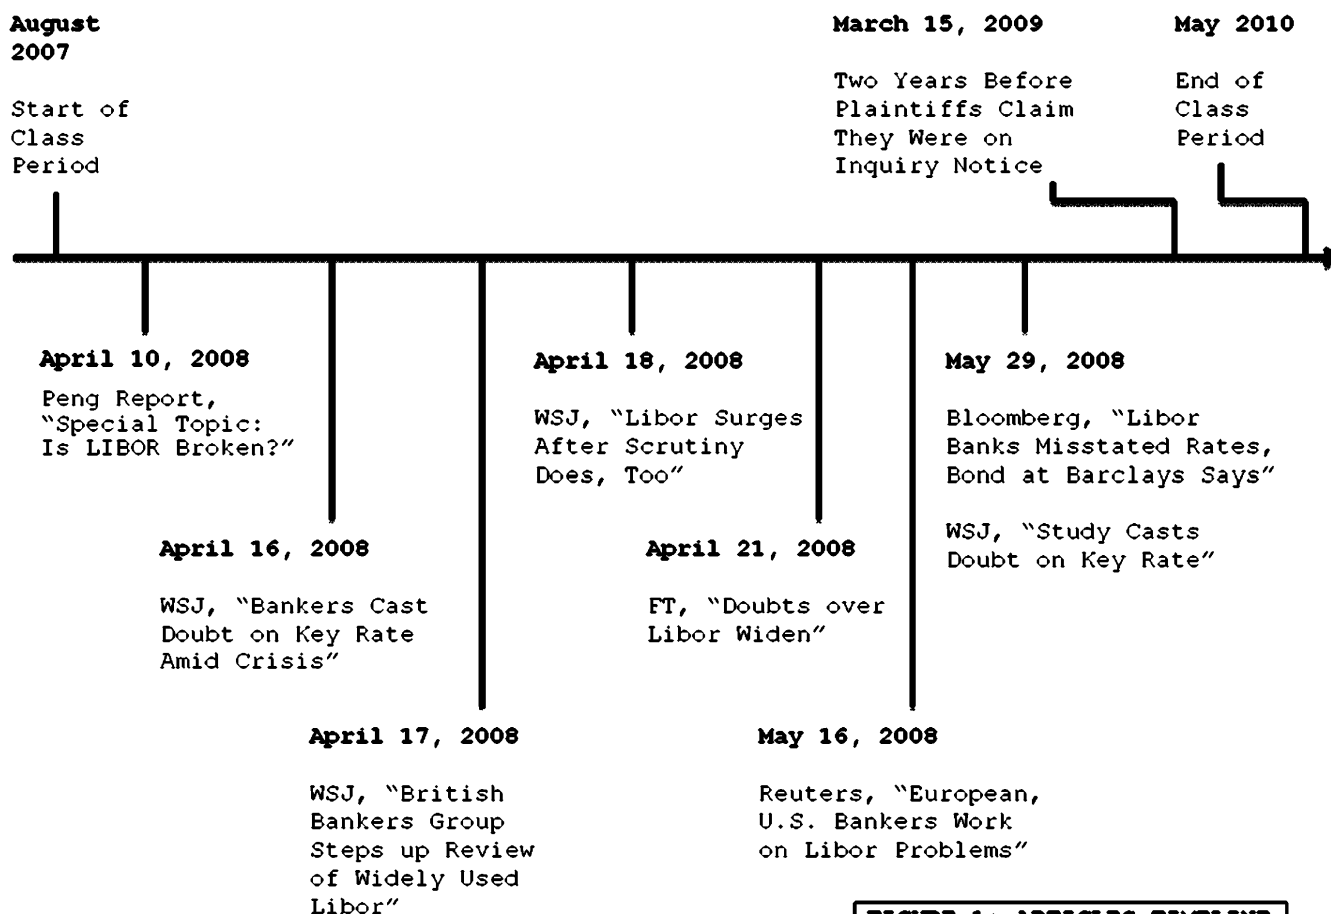 August
2007
Start of
Class
Period
March 15, 2009
Two Years Before
Plaintiffs Claim
They Were on
Inquiry Notice
May 2010
End of
Class
Period
April 10, 2008
Peng Report,
“Special Topic:
Is LIBOR Broken?”
April 16, 2008
WSJ, “Bankers Cast
Doubt on Key Rate
Amid Crisis”
April 17, 2008
WSJ, “British
Bankers Group
Steps up Review
of Widely Used
Libor”
April 18, 2008
WSJ, “Libor Surges
After Scrutiny
Does, Too”
April 21, 2008
FT, “Doubts over
Libor Widen”
May 16, 2008
Reuters, “European,
U.S. Bankers Work
on Libor Problems”
May 29, 2008
Bloomberg, “Libor
Banks Misstated Rates,
Bond at Barclays Says”
WSJ, “Study Casts
Doubt on Key Rate”
FIGURE 1: ARTICLES TIMELINE